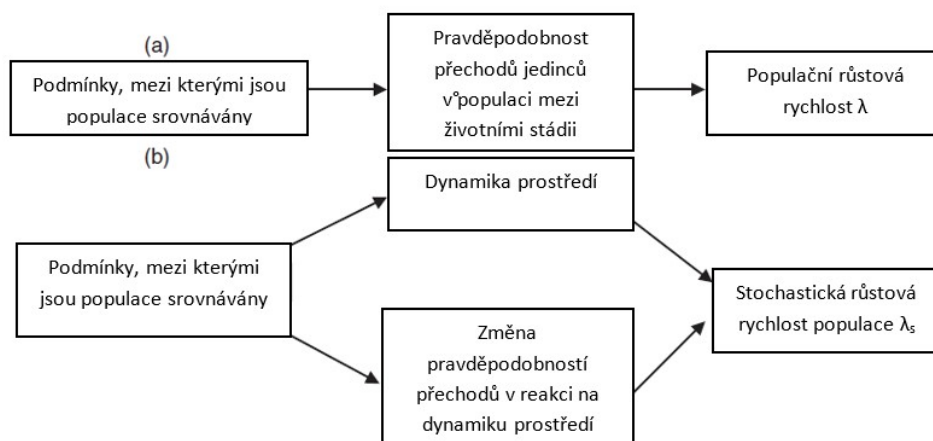 (a)
Podmínky, mezi kterými jsou
populace srovnávány
Pravděpodobnost
přechodů jedinců
v°populaci mezi
životními stádii
Populační růstová
rychlost λ
(b)
Podmínky, mezi kterými
jsou populace srovnávány
Dynamika prostředí
Změna
pravděpodobností
přechodů v reakci na
dynamiku prostředí
Stochastická růstová
rychlost populace λs